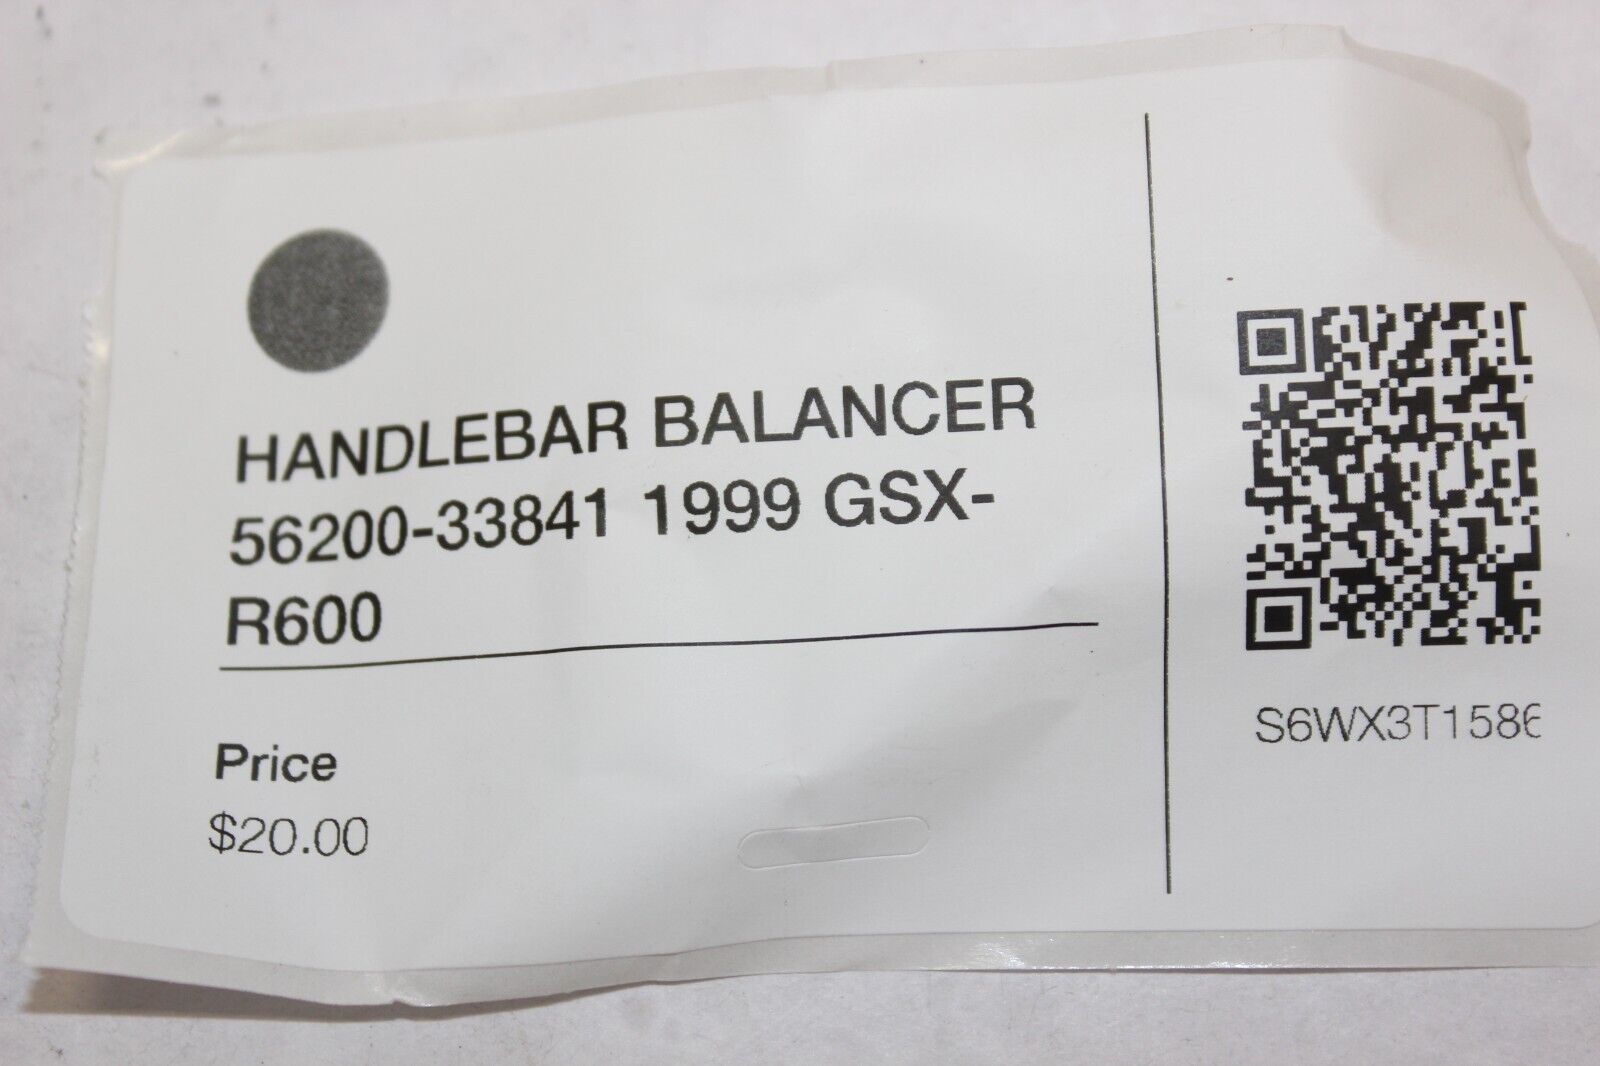 HANDLEBAR BALANCER
56200-33841 1999 GSX-
R600
Price
$20.00
S6WX3T1586